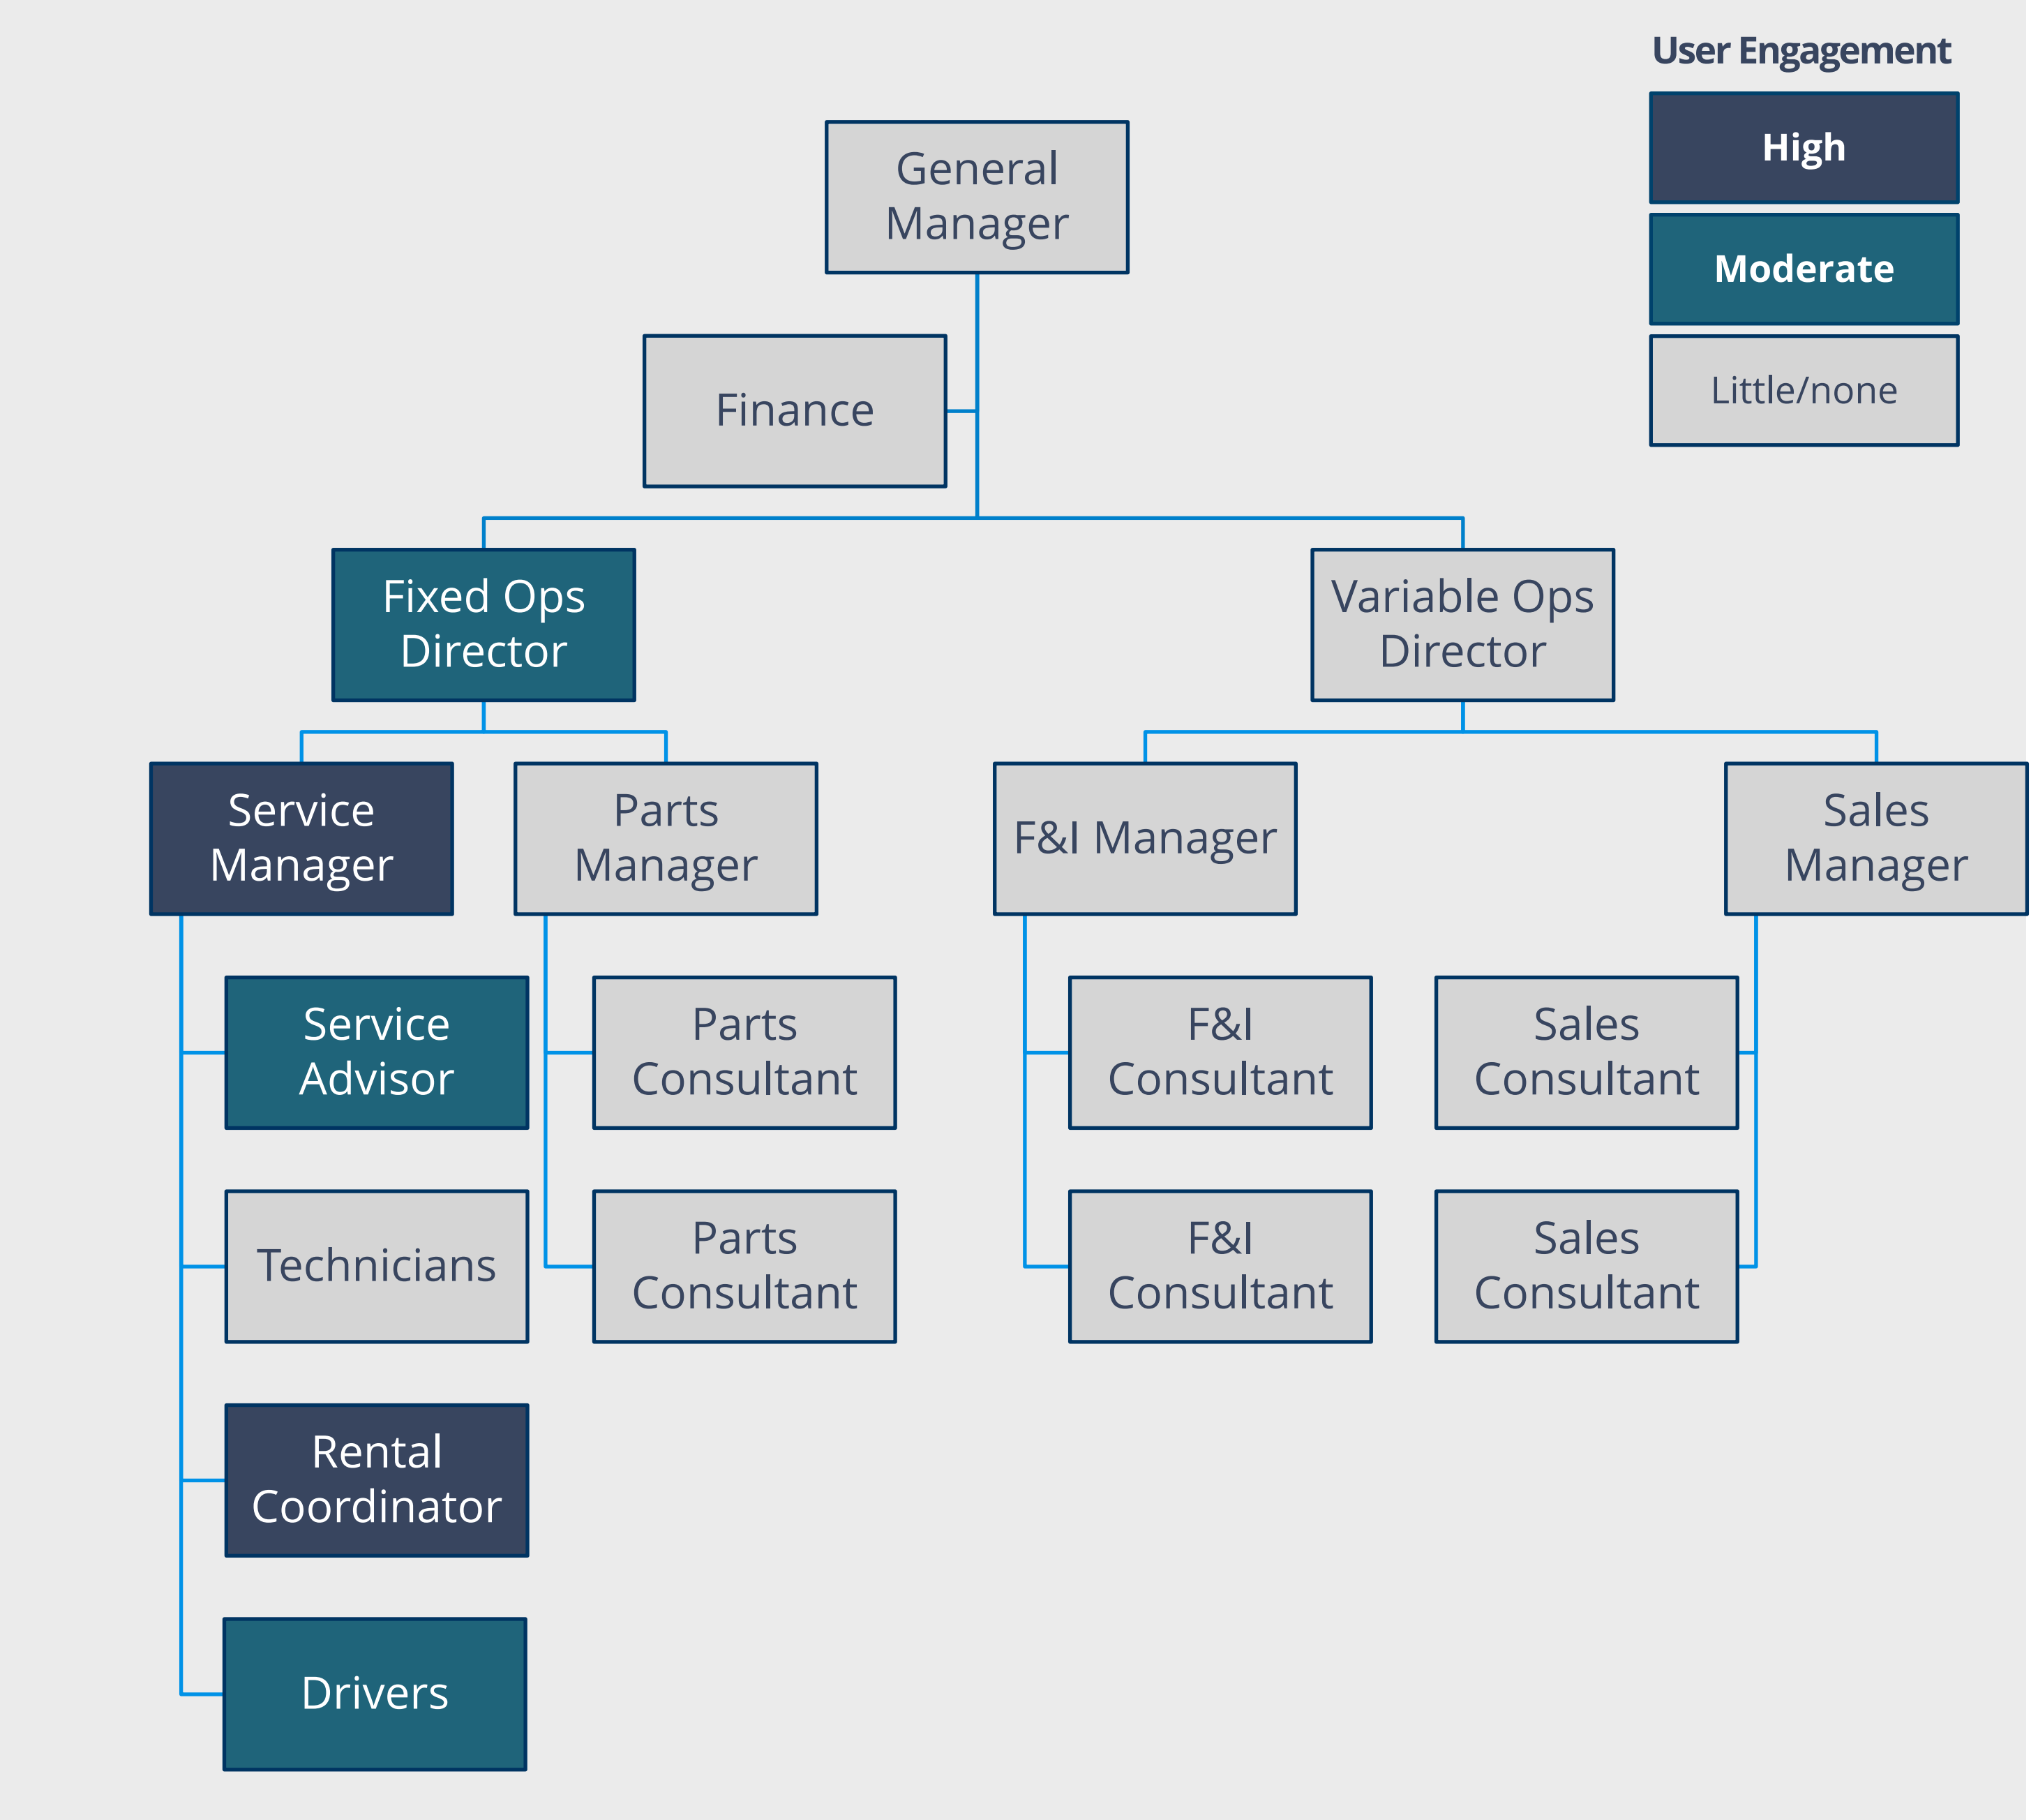 User Engagement
High
Moderate
Little/none
General
Manager
Finance
Fixed Ops
Director
Variable Ops
Director
Service
Manager
Parts
Manager
F&I Manager
Sales
Manager
Service
Advisor
Parts
Consultant
F&I
Consultant
Sales
Consultant
Technicians
Parts
Consultant
F&I
Consultant
Sales
Consultant
Rental
Coordinator
Drivers